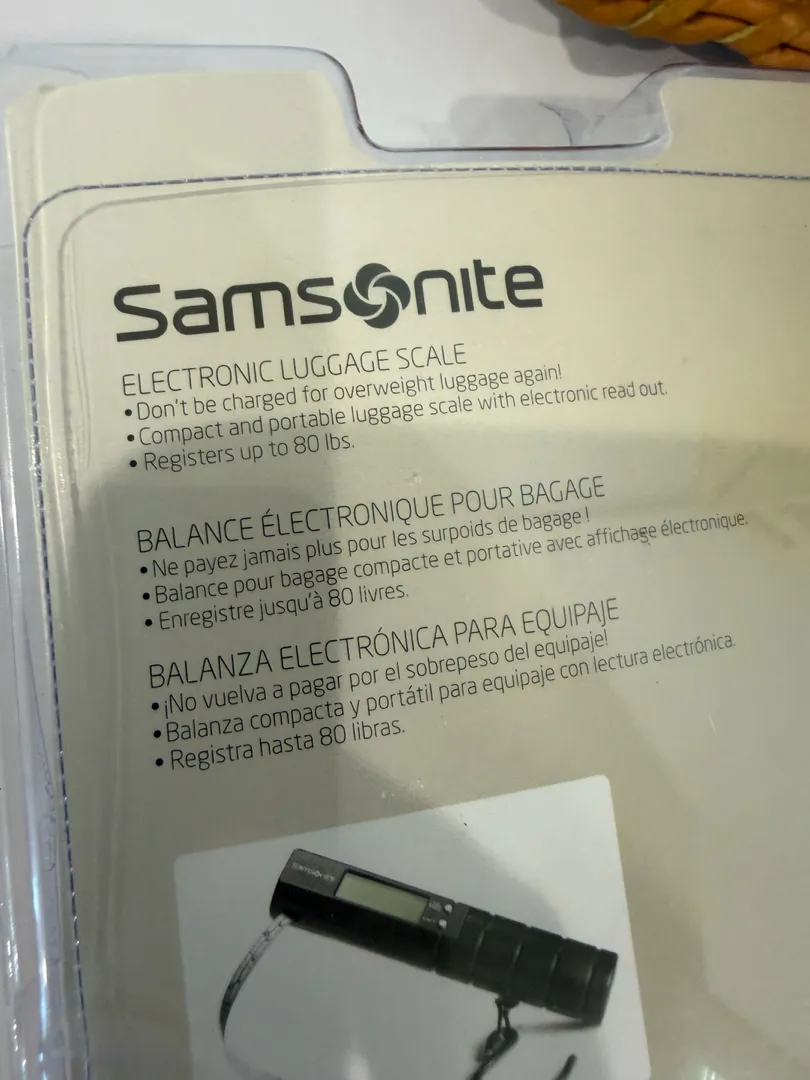 Samsonite
ELECTRONIC LUGGAGE SCALE
• Don't be charged for overweight luggage again!
• Compact and portable luggage scale with electronic read out.
• Registers up to 80 lbs.
BALANCE ÉLECTRONIQUE POUR BAGAGE
• Ne payez jamais plus pour les surpoids de bagage !
• Balance pour bagage compacte et portative avec affichage électronique.
• Enregistre jusqu'à 80 livres.
BALANZA ELECTRÓNICA PARA EQUIPAJE
• ¡No vuelva a pagar por el sobrepeso del equipaje!
• Balanza compacta y portátil para equipaje con lectura electrónica.
• Registra hasta 80 libras.
Samsonite